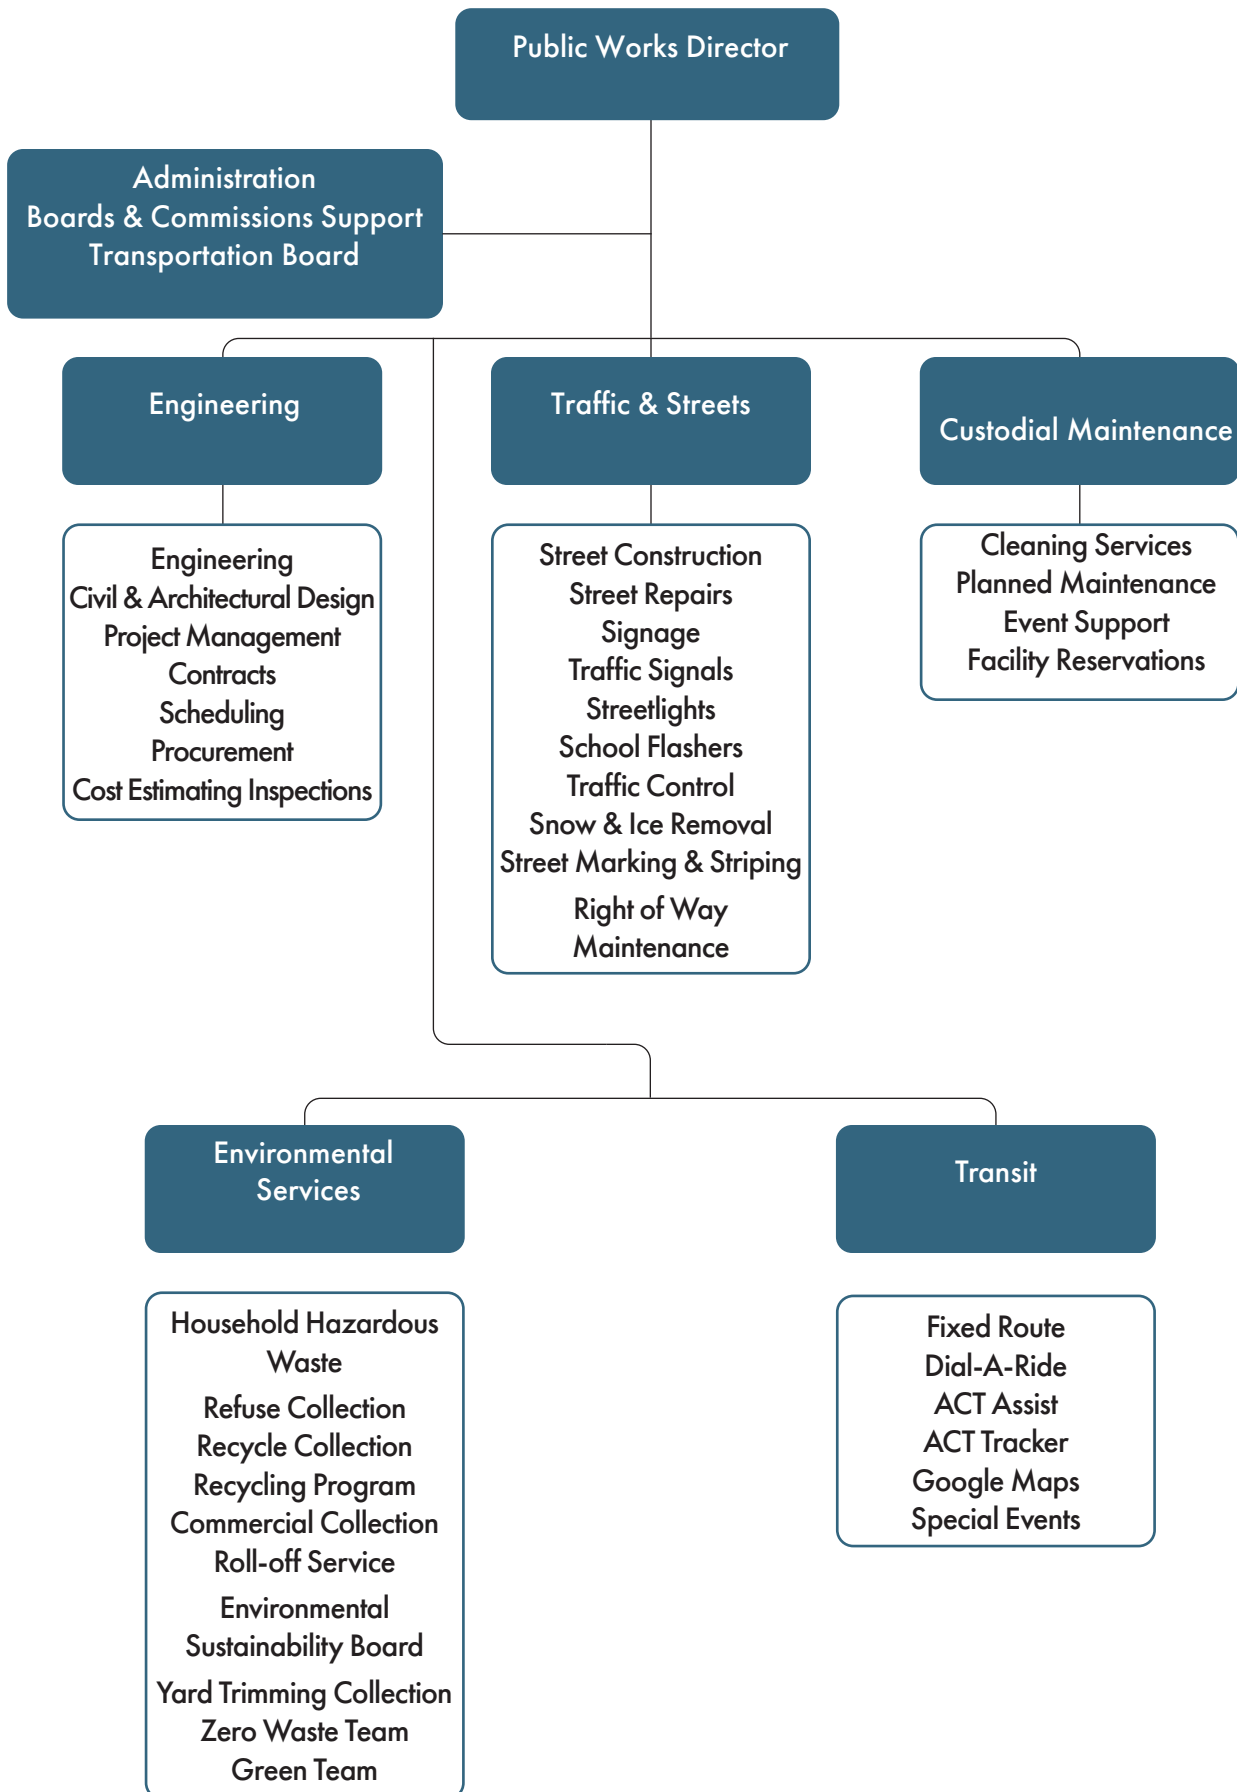 Public Works Director
Administration
Boards & Commissions Support
Transportation Board
Engineering
Traffic & Streets
Custodial Maintenance
Engineering
Civil & Architectural Design
Project Management
Contracts
Scheduling
Procurement
Cost Estimating Inspections
Street Construction
Street Repairs
Signage
Traffic Signals
Streetlights
School Flashers
Traffic Control
Snow & Ice Removal
Street Marking & Striping
Right of Way
Maintenance
Cleaning Services
Planned Maintenance
Event Support
Facility Reservations
Environmental
Services
Transit
Household Hazardous
Waste
Refuse Collection
Recycle Collection
Recycling Program
Commercial Collection
Roll-off Service
Environmental
Sustainability Board
Yard Trimming Collection
Zero Waste Team
Green Team
Fixed Route
Dial-A-Ride
ACT Assist
ACT Tracker
Google Maps
Special Events